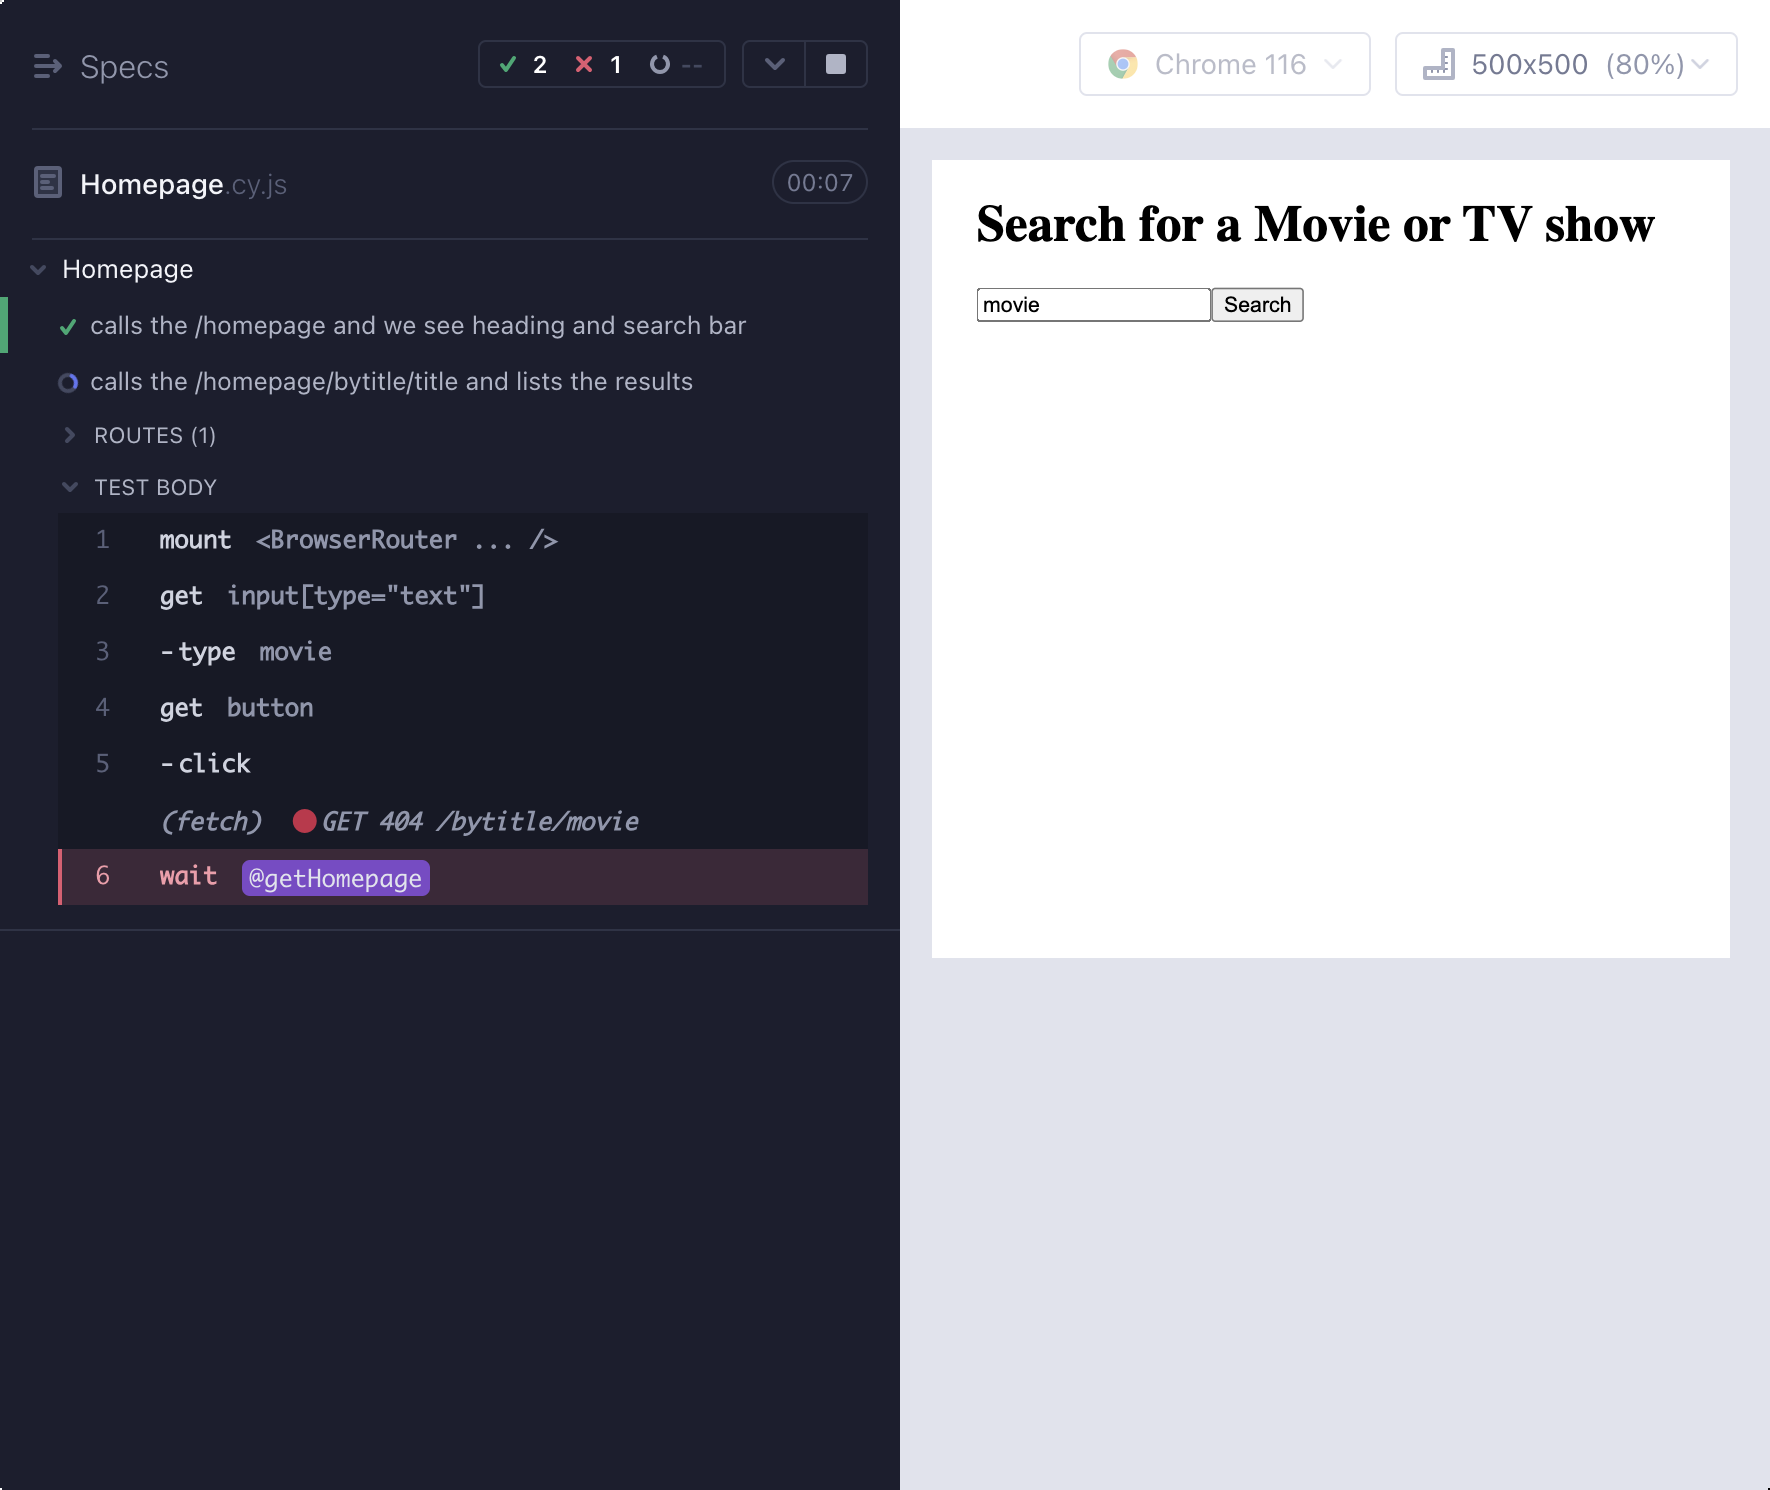 Specs
2 1 --
Chrome 116
500x500 (80%)
Homepage.cy.js
00:07
Homepage
calls the /homepage and we see heading and search bar
calls the /homepage/bytitle/title and lists the results
ROUTES (1)
TEST BODY
1 mount <BrowserRouter ... />
2 get input[type="text"]
3 -type movie
4 get button
5 -click
(fetch) GET 404 /bytitle/movie
6 wait @getHomepage
Search for a Movie or TV show
movie Search